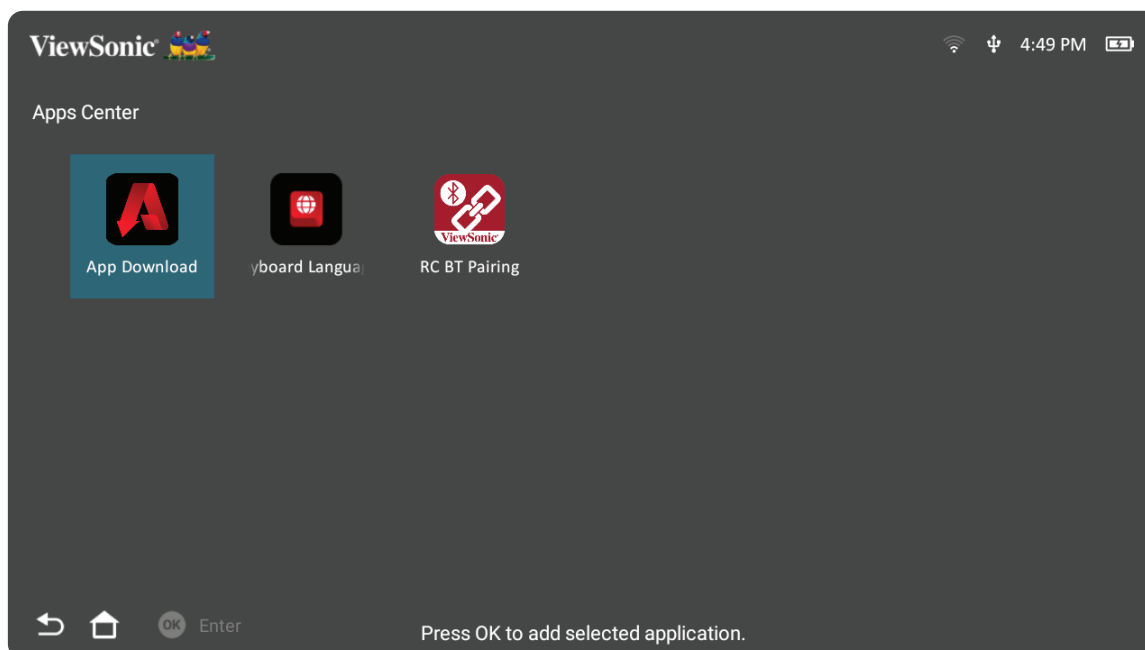 ViewSonic
4:49 PM
Apps Center
App Download
yboard Langua
RC BT Pairing
ViewSonic
OK Enter
Press OK to add selected application.